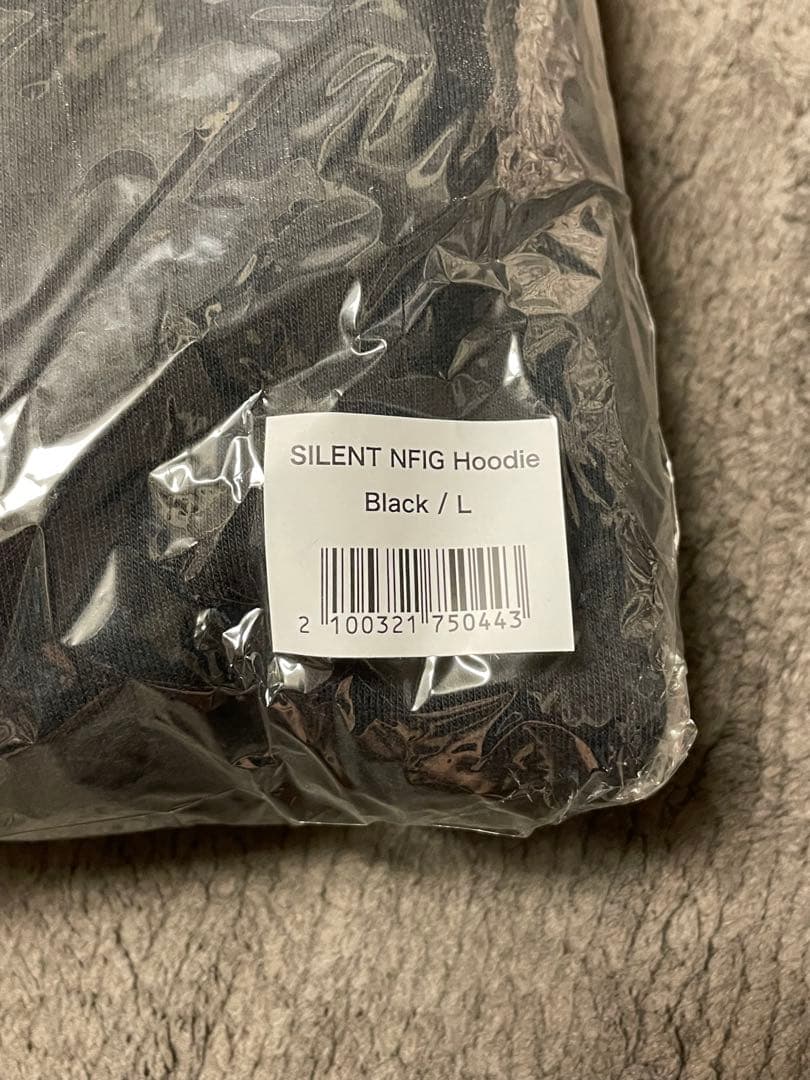 SILENT NFIG Hoodie
Black / L
2 100321 750443